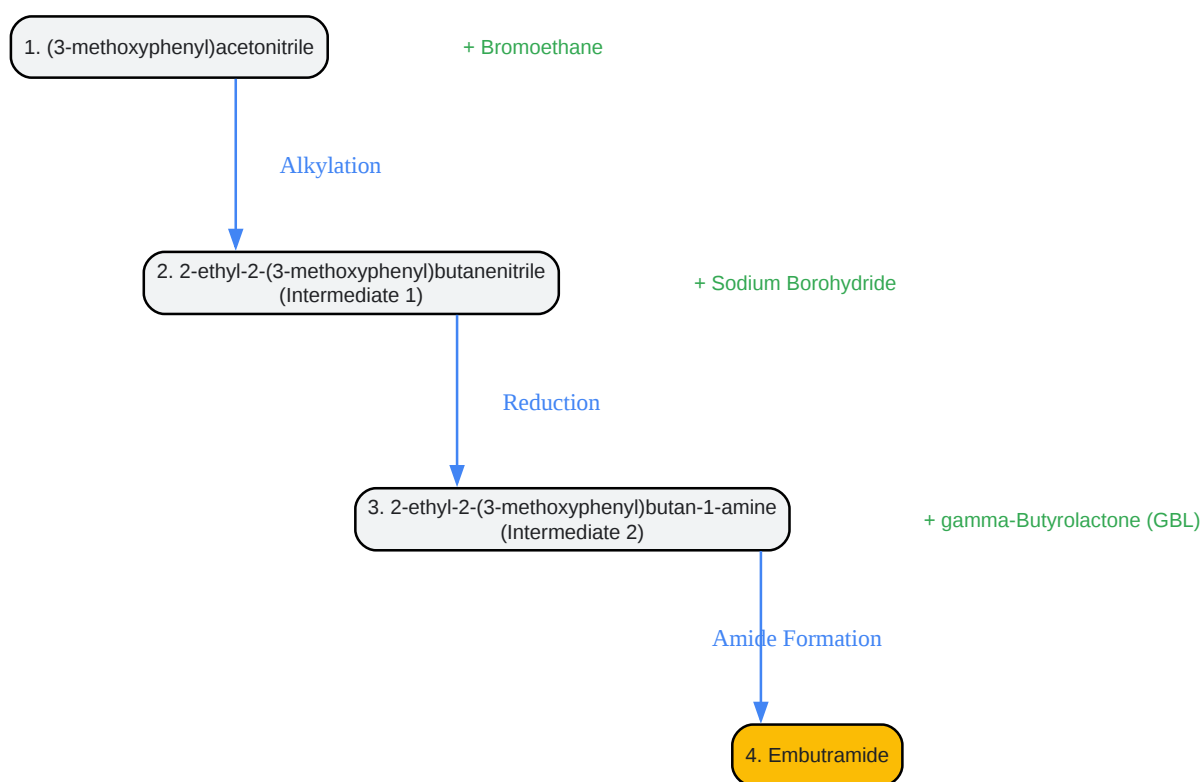 1. (3-methoxyphenyl)acetonitrile
+ Bromoethane
Alkylation
2. 2-ethyl-2-(3-methoxyphenyl)butanenitrile
(Intermediate 1)
+ Sodium Borohydride
Reduction
3. 2-ethyl-2-(3-methoxyphenyl)butan-1-amine
(Intermediate 2)
+ gamma-Butyrolactone (GBL)
Amide Formation
4. Embutramide